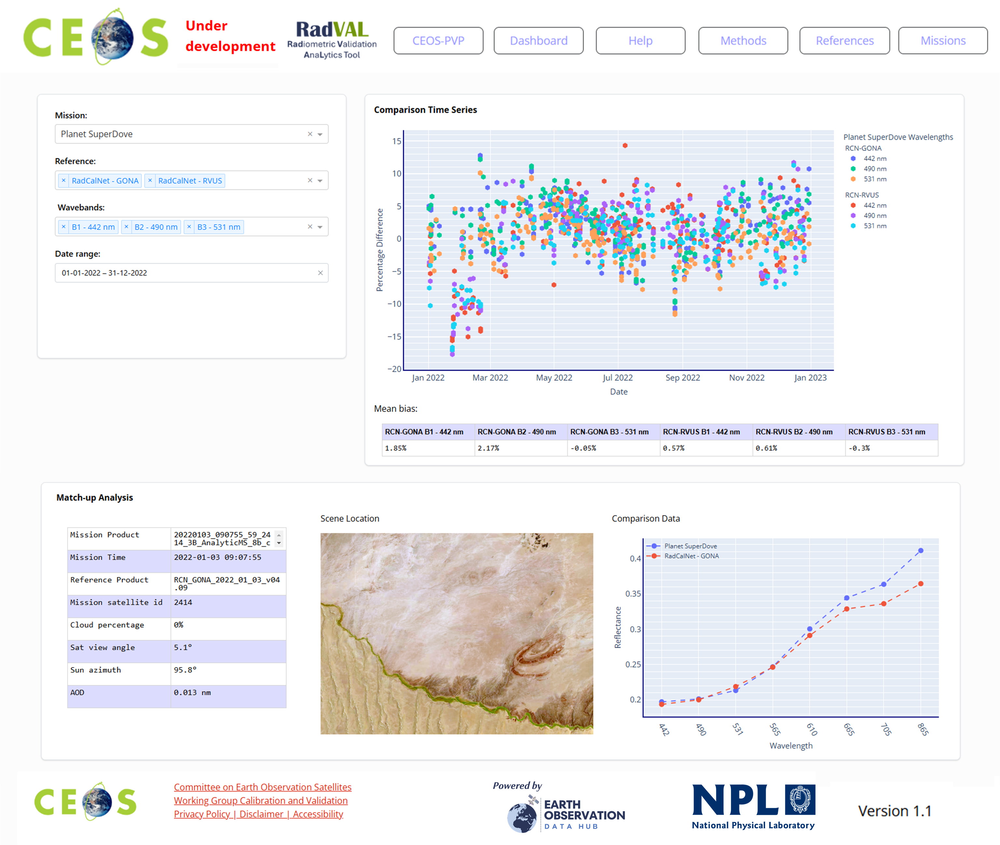 CEOS
Under
development
RadVAL
Radiometric Validation
AnaLytics Tool
CEOS-PVP
Dashboard
Help
Methods
References
Missions
Mission:
Planet SuperDove
Reference:
× RadCalNet - GONA × RadCalNet - RVUS
Wavebands:
× B1 - 442 nm × B2 - 490 nm × B3 - 531 nm
Date range:
01-01-2022 – 31-12-2022
Comparison Time Series
15
10
5
0
−5
−10
−15
−20
Percentage Difference
Jan 2022 Mar 2022 May 2022 Jul 2022 Sep 2022 Nov 2022 Jan 2023
Date
Planet SuperDove Wavelengths
RCN-GONA
442 nm
490 nm
531 nm
RCN-RVUS
442 nm
490 nm
531 nm
Mean bias:
RCN-GONA B1 - 442 nm RCN-GONA B2 - 490 nm RCN-GONA B3 - 531 nm RCN-RVUS B1 - 442 nm RCN-RVUS B2 - 490 nm RCN-RVUS B3 - 531 nm
1.85% 2.17% -0.05% 0.57% 0.61% -0.3%
Match-up Analysis
Mission Product 20220103_090755_59_24
14_3B_AnalyticMS_8b_c
Mission Time 2022-01-03 09:07:55
Reference Product RCN_GONA_2022_01_03_v04
.09
Mission satellite id 2414
Cloud percentage 0%
Sat view angle 5.1°
Sun azimuth 95.8°
AOD 0.013 nm
Scene Location
Comparison Data
Planet SuperDove
RadCalNet - GONA
0.4
0.35
0.3
0.25
0.2
Reflectance
442 490 531 565 610 665 705 865
Wavelength
CEOS
Committee on Earth Observation Satellites
Working Group Calibration and Validation
Privacy Policy | Disclaimer | Accessibility
Powered by
EARTH
OBSERVATION
DATA HUB
NPL
National Physical Laboratory
Version 1.1